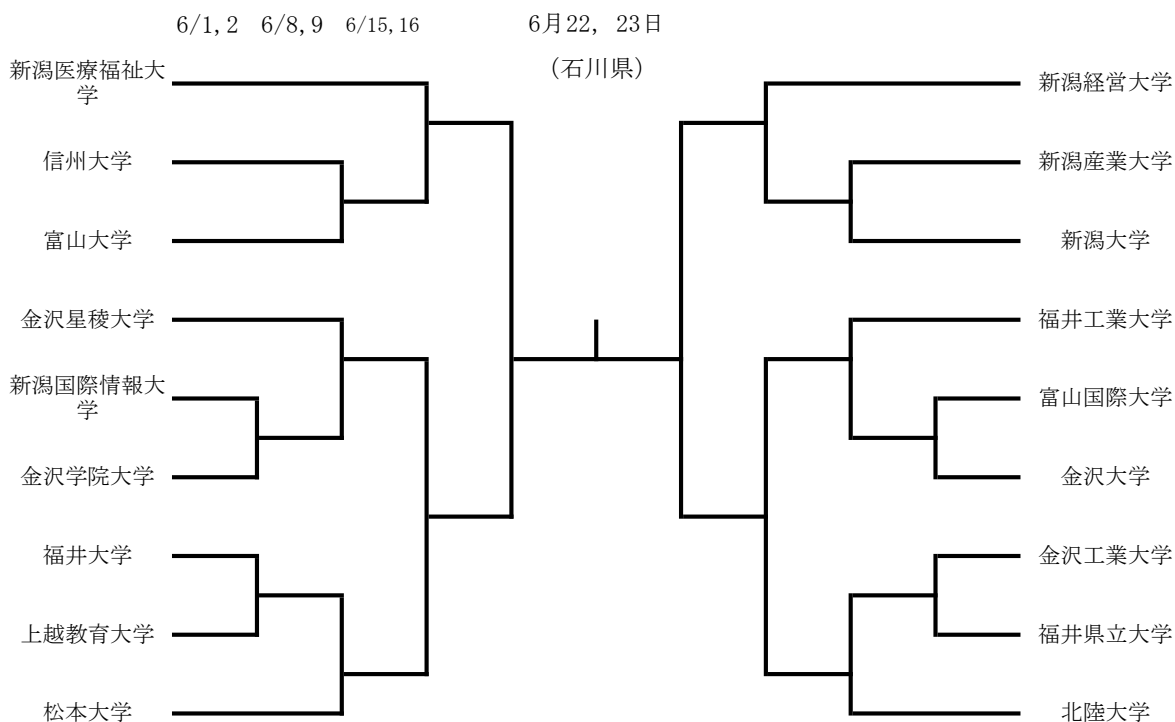 6/1,2 6/8,9 6/15,16 6月22, 23日
(石川県)
新潟医療福祉大
学
信州大学
富山大学
金沢星稜大学
新潟国際情報大
学
金沢学院大学
福井大学
上越教育大学
松本大学
新潟経営大学
新潟産業大学
新潟大学
福井工業大学
富山国際大学
金沢大学
金沢工業大学
福井県立大学
北陸大学